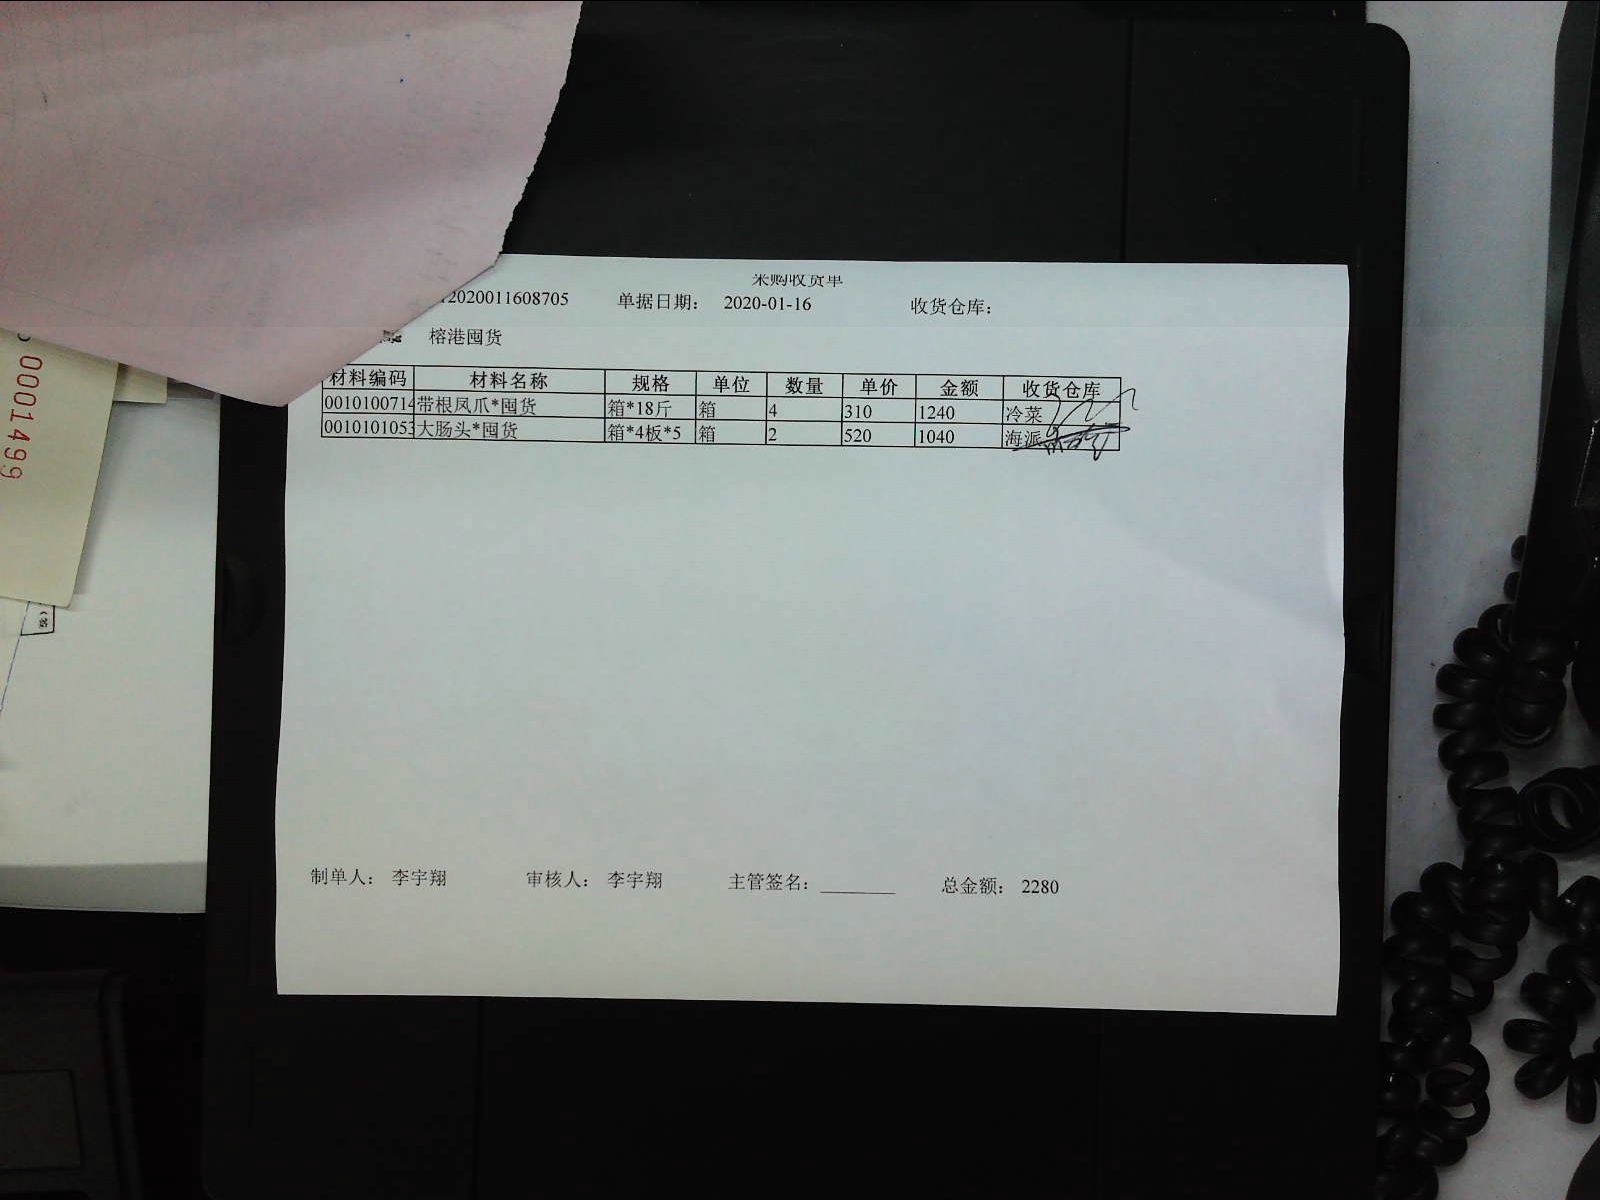 采购收货单
2020011608705 单据日期： 2020-01-16 收货仓库：
榕港囤货
材料编码 材料名称 规格 单位 数量 单价 金额 收货仓库
0010100714 带根凤爪*囤货 箱*18斤 箱 4 310 1240 冷菜
0010101053 大肠头*囤货 箱*4板*5 箱 2 520 1040 海派
制单人： 李宇翔 审核人： 李宇翔 主管签名： 总金额： 2280
0001499